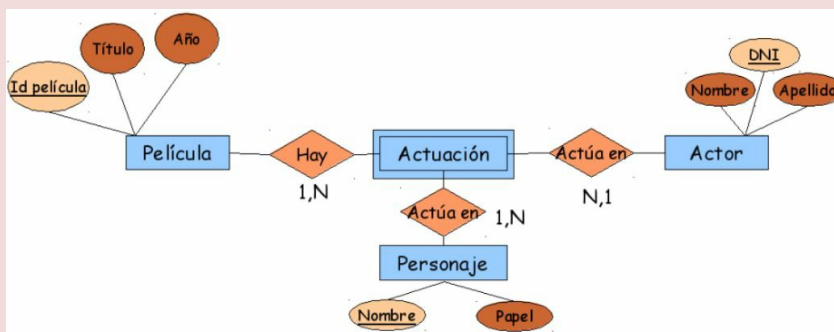 Id película
Título
Año
DNI
Nombre
Apellido
Película
Hay
Actuación
Actúa en
Actor
1,N
N,1
Actúa en
1,N
Personaje
Nombre
Papel